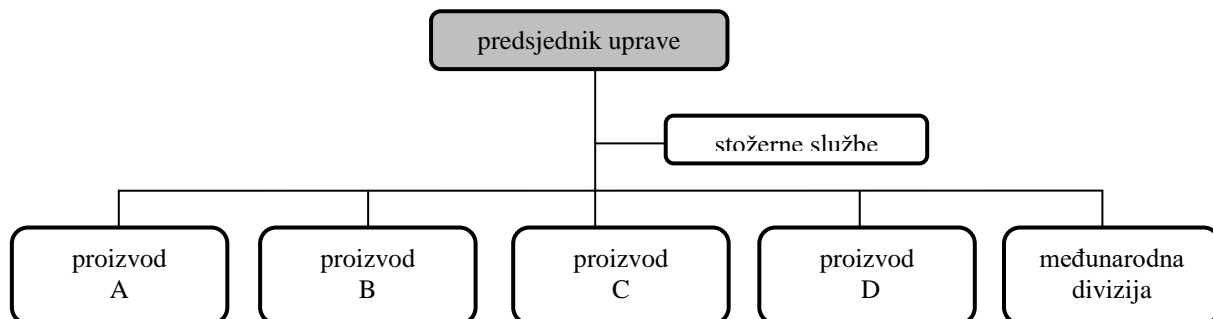 predsjednik uprave
stožerne službe
proizvod
A
proizvod
B
proizvod
C
proizvod
D
međunarodna
divizija